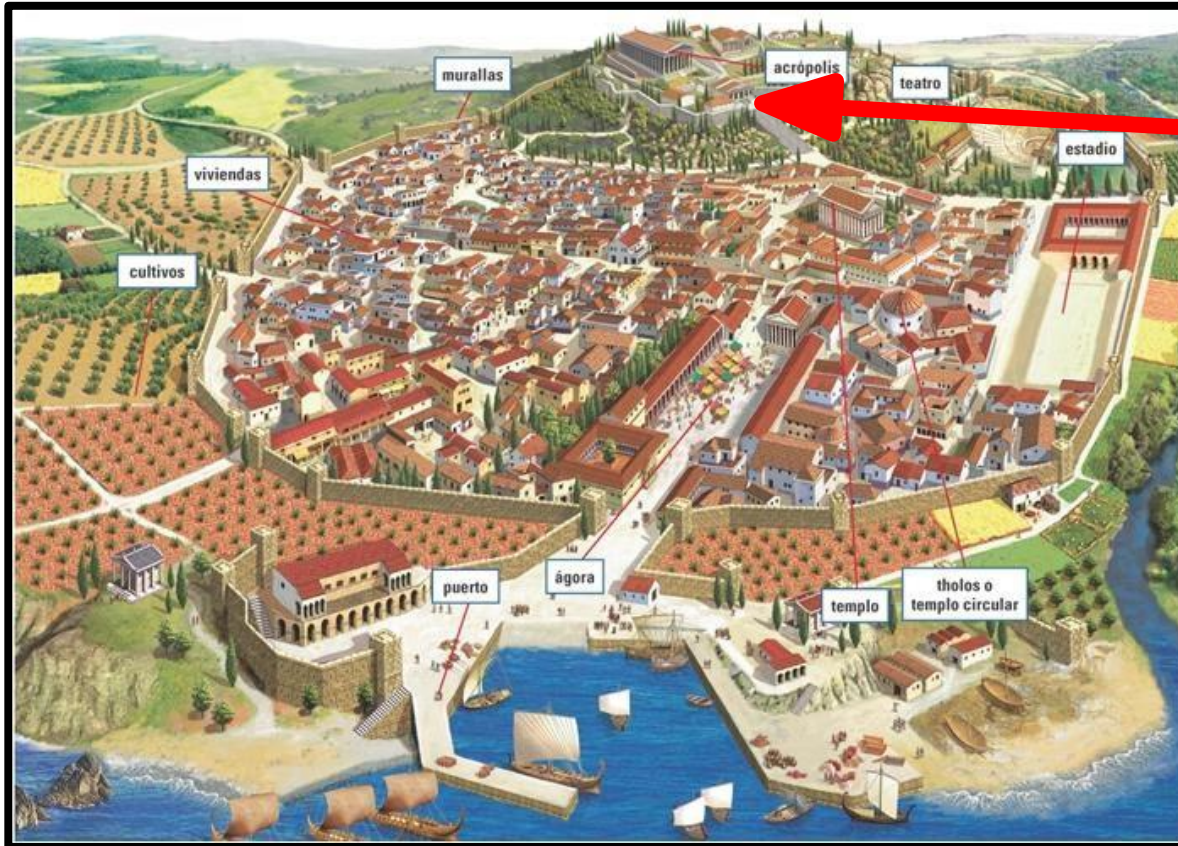 acrópolis
murallas
teatro
estadio
viviendas
cultivos
ágora
puerto
templo
tholos o
templo circular